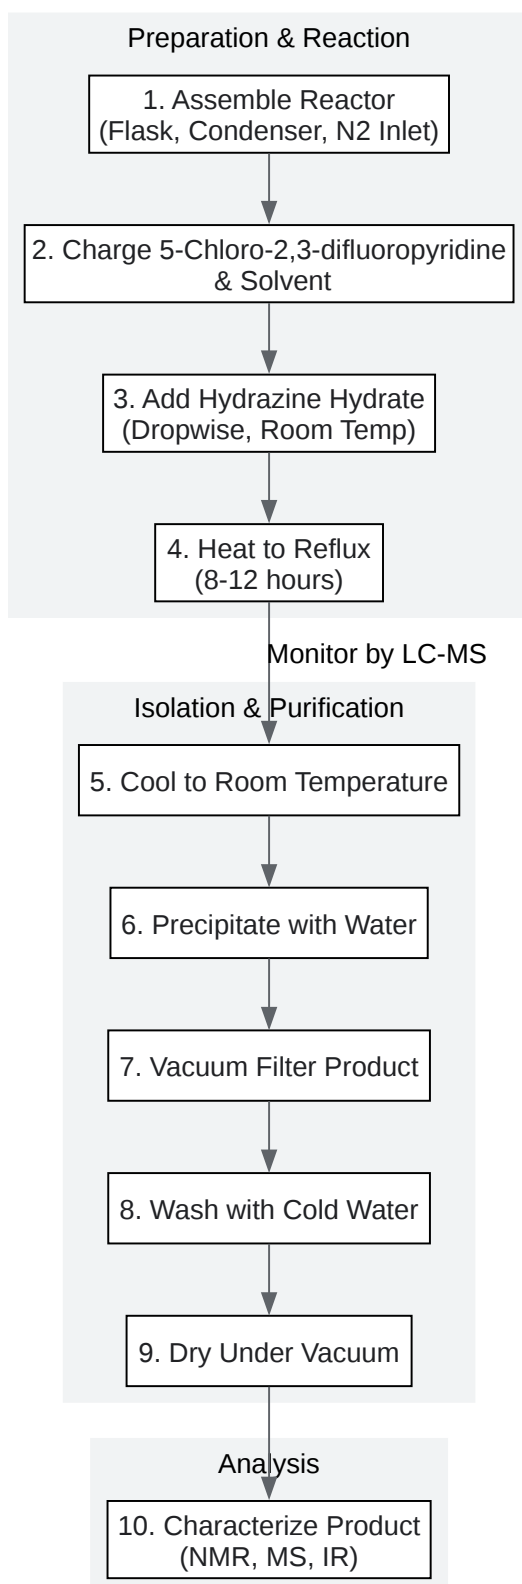 Preparation & Reaction
1. Assemble Reactor
(Flask, Condenser, N2 Inlet)
2. Charge 5-Chloro-2,3-difluoropyridine
& Solvent
3. Add Hydrazine Hydrate
(Dropwise, Room Temp)
4. Heat to Reflux
(8-12 hours)
Monitor by LC-MS
Isolation & Purification
5. Cool to Room Temperature
6. Precipitate with Water
7. Vacuum Filter Product
8. Wash with Cold Water
9. Dry Under Vacuum
Analysis
10. Characterize Product
(NMR, MS, IR)